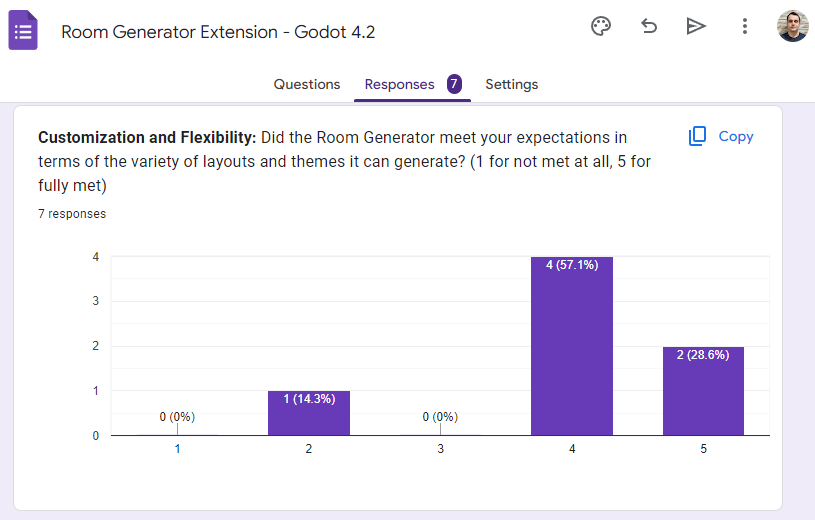 Room Generator Extension - Godot 4.2
Questions
Responses 7
Settings
Customization and Flexibility: Did the Room Generator meet your expectations in
terms of the variety of layouts and themes it can generate? (1 for not met at all, 5 for
fully met)
Copy
7 responses
4
3
2
1
0
0 (0%)
1 (14.3%)
0 (0%)
4 (57.1%)
2 (28.6%)
1
2
3
4
5